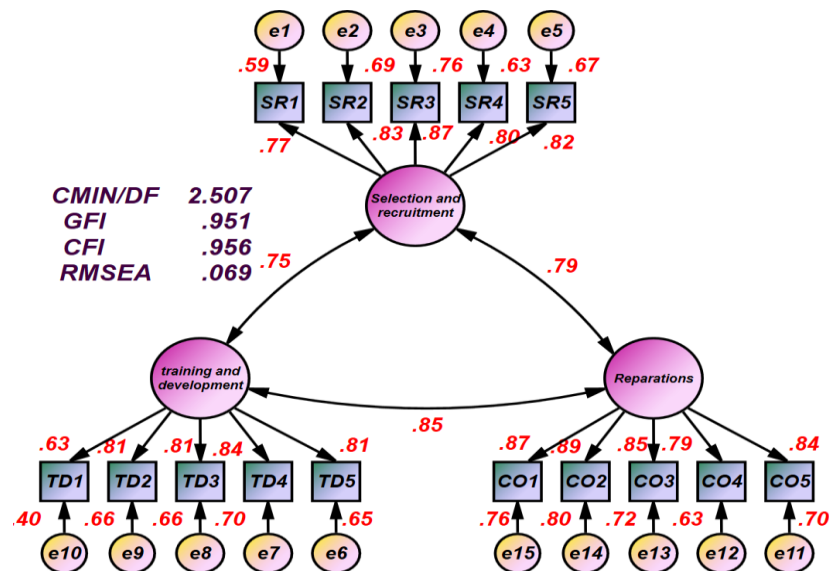 e1 e2 e3 e4 e5
.59 .69 .76 .63 .67
SR1 SR2 SR3 SR4 SR5
.77 .83 .87 .80 .82
Selection and
recruitment
CMIN/DF 2.507
GFI .951
CFI .956
RMSEA .069
.75 .79
training and
development
Reparations
.85
.63 .81 .81 .84 .81 .87 .89 .85 .79 .84
TD1 TD2 TD3 TD4 TD5 CO1 CO2 CO3 CO4 CO5
.40 .66 .66 .70 .65 .76 .80 .72 .63 .70
e10 e9 e8 e7 e6 e15 e14 e13 e12 e11